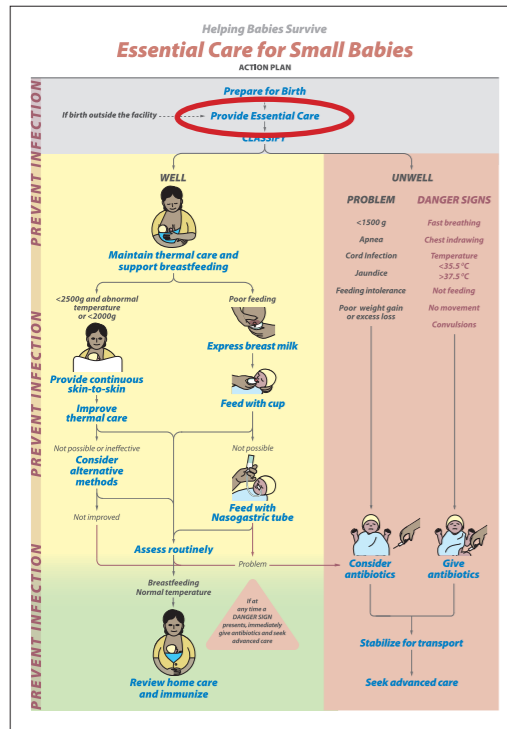 Helping Babies Survive
Essential Care for Small Babies
ACTION PLAN
PREVENT INFECTION
Prepare for Birth
If birth outside the facility
Provide Essential Care
CLASSIFY
WELL
Maintain thermal care and
support breastfeeding
<2500g and abnormal
temperature
or <2000g
Provide continuous
skin-to-skin
Improve
thermal care
Not possible or ineffective
Consider
alternative
methods
Not improved
Poor feeding
Express breast milk
Feed with cup
Not possible
Feed with
Nasogastric tube
Assess routinely
Problem
Breastfeeding
Normal temperature
Review home care
and immunize
If at
any time a
DANGER SIGN
presents, immediately
give antibiotics and seek
advanced care
UNWELL
PROBLEM
<1500 g
Apnea
Cord Infection
Jaundice
Feeding intolerance
Poor weight gain
or excess loss
DANGER SIGNS
Fast breathing
Chest indrawing
Temperature
<35.5°C
>37.5°C
Not feeding
No movement
Convulsions
Consider
antibiotics
Give
antibiotics
Stabilize for transport
Seek advanced care
PREVENT INFECTION
PREVENT INFECTION